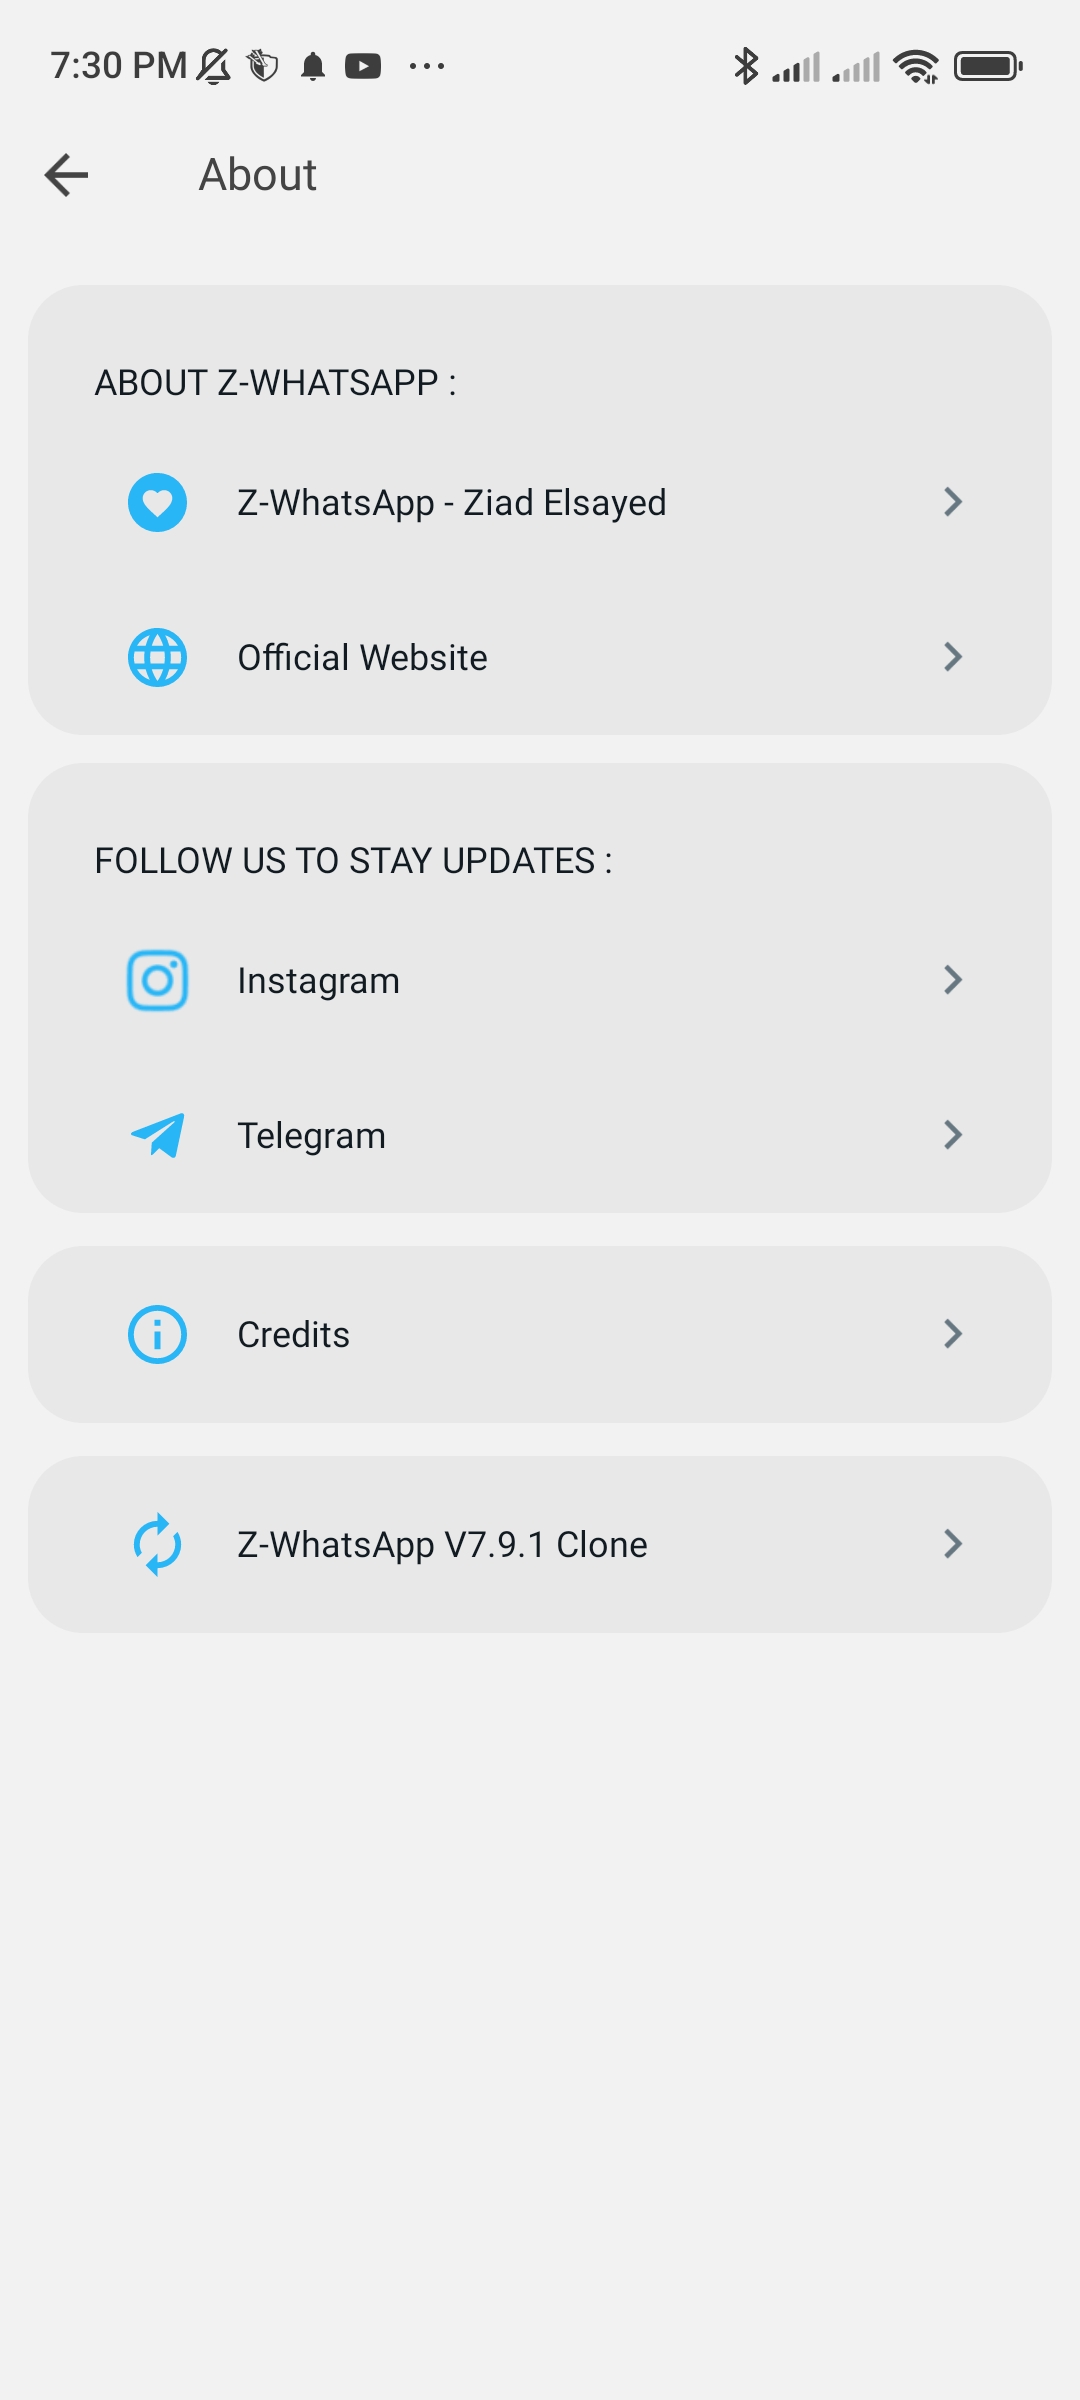 7:30 PM
About
ABOUT Z-WHATSAPP :
Z-WhatsApp - Ziad Elsayed
Official Website
FOLLOW US TO STAY UPDATES :
Instagram
Telegram
Credits
Z-WhatsApp V7.9.1 Clone